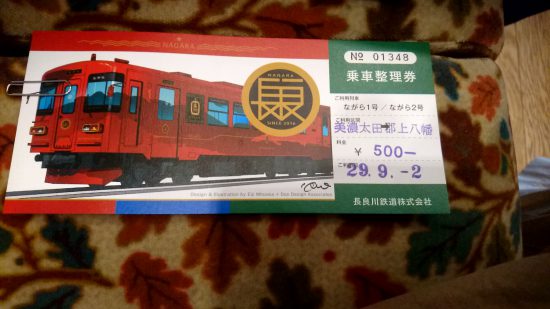 NAGARA
NAGARA
長
SINCE 2016
Design & Illustration by Eiji Mitooka + Don Design Associates
№ 01348
乗車整理券
ご利用列車
ながら1号／ながら2号
ご利用区間
美濃太田→郡上八幡
料金
¥ 500―
29.9.-2
長良川鉄道株式会社